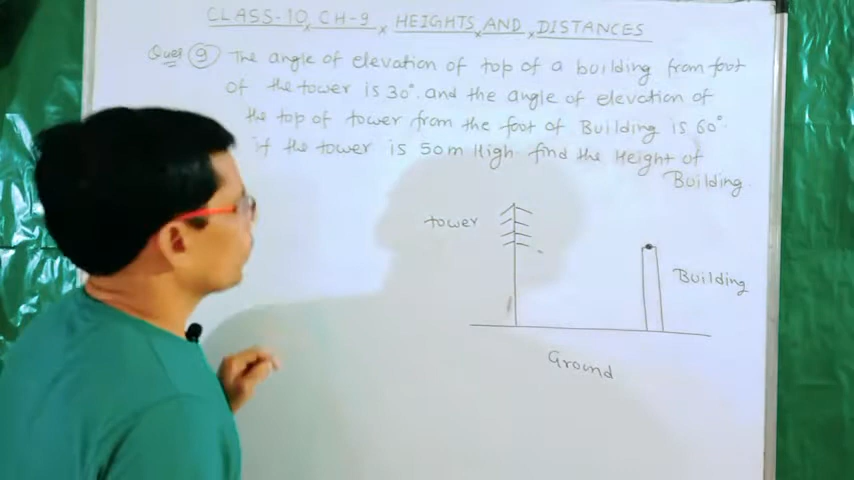 CLASS-10 CH-9 HEIGHTS AND DISTANCES
Ques 9 The angle of elevation of top of a building from foot
of the tower is 30° and the angle of elevation of
the top of tower from the foot of Building is 60°.
if the tower is 50m High. find the Height of
Building
tower
Building
Ground